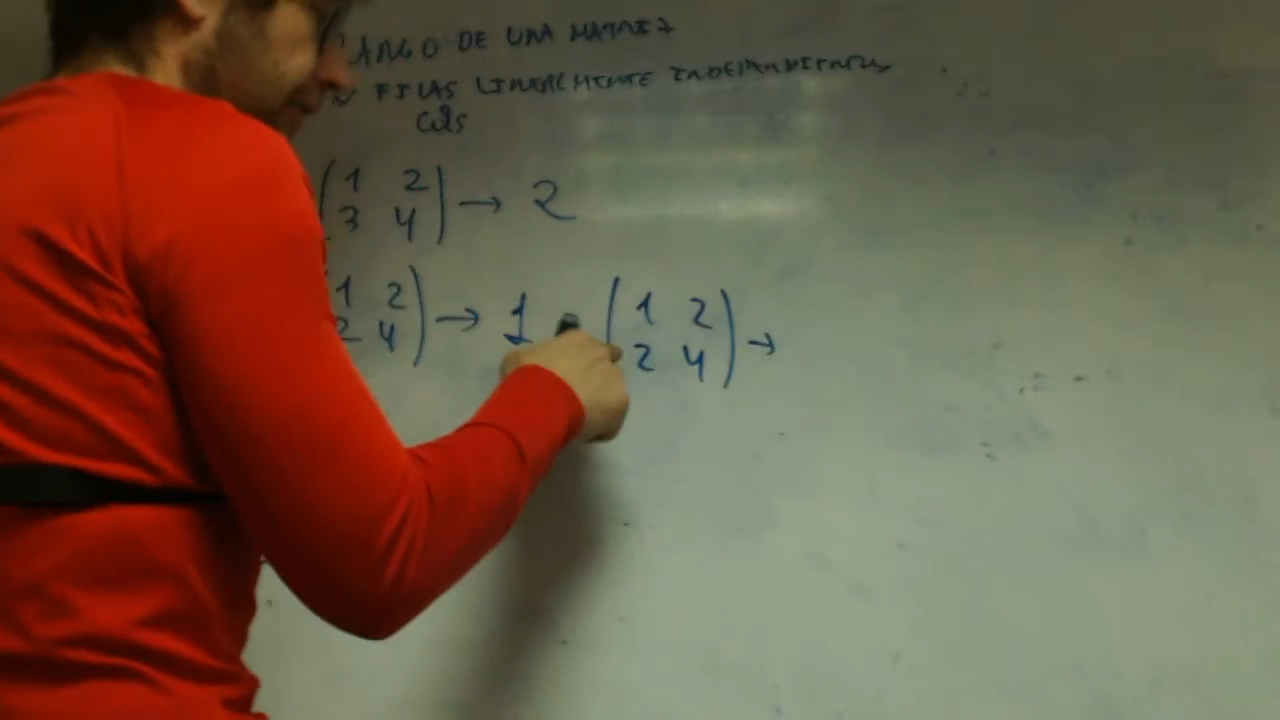 RANGO DE UNA MATRIZ
Nº FILAS LINEALMENTE INDEPENDIENTES
Cols
(1 2
3 4) → 2
(1 2
2 4) → 1 (1 2
2 4) →